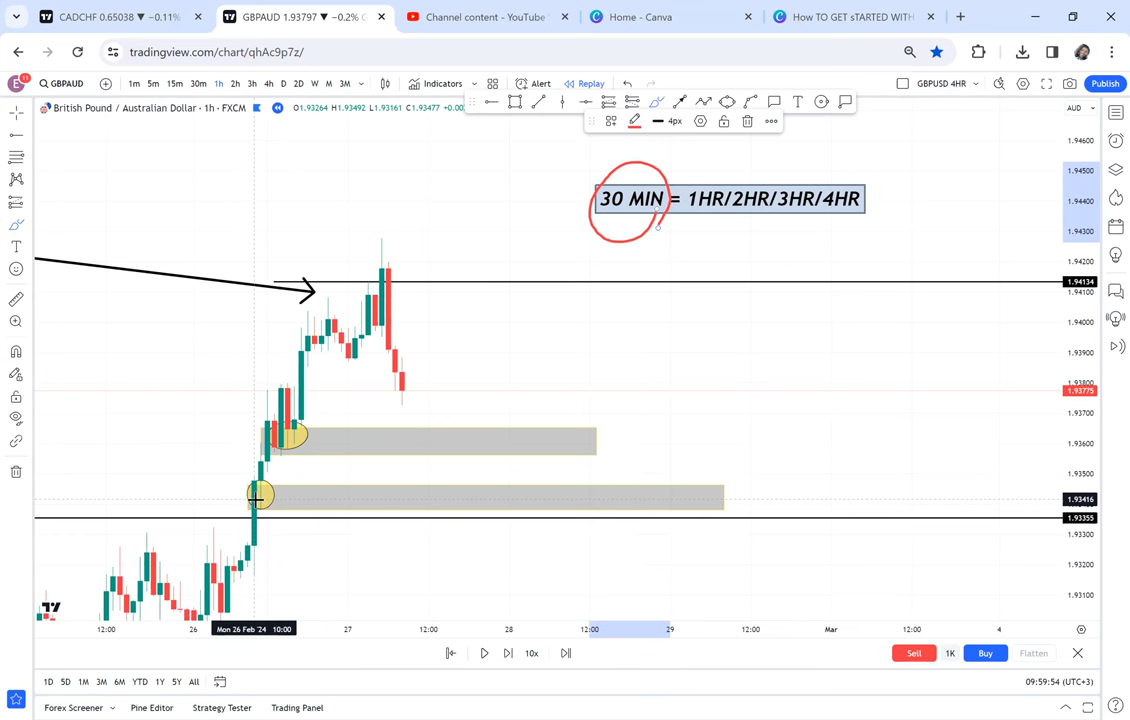 CADCHF 0.65038 ▼ −0.11%
GBPAUD 1.93797 ▼ −0.2% G
Channel content - YouTube
Home - Canva
How TO GET sTARTED WITH
tradingview.com/chart/qhAc9p7z/
E
11
GBPAUD
1m 5m 15m 30m 1h 2h 3h 4h D 2D W M 3M
Indicators
Alert
Replay
GBPUSD 4HR
Publish
British Pound / Australian Dollar · 1h · FXCM
O1.93264 H1.93492 L1.93161 C1.93477
4px
AUD
30 MIN = 1HR/2HR/3HR/4HR
1.94600
1.94500
1.94400
1.94300
1.94200
1.94134
1.94100
1.94000
1.93900
1.93800
1.93775
1.93700
1.93600
1.93500
1.93416
1.93355
1.93300
1.93200
1.93100
12:00
26
Mon 26 Feb '24 10:00
27
12:00
28
12:00
29
12:00
Mar
12:00
4
10x
Sell
1K
Buy
Flatten
1D 5D 1M 3M 6M YTD 1Y 5Y All
09:59:54 (UTC+3)
Forex Screener
Pine Editor
Strategy Tester
Trading Panel